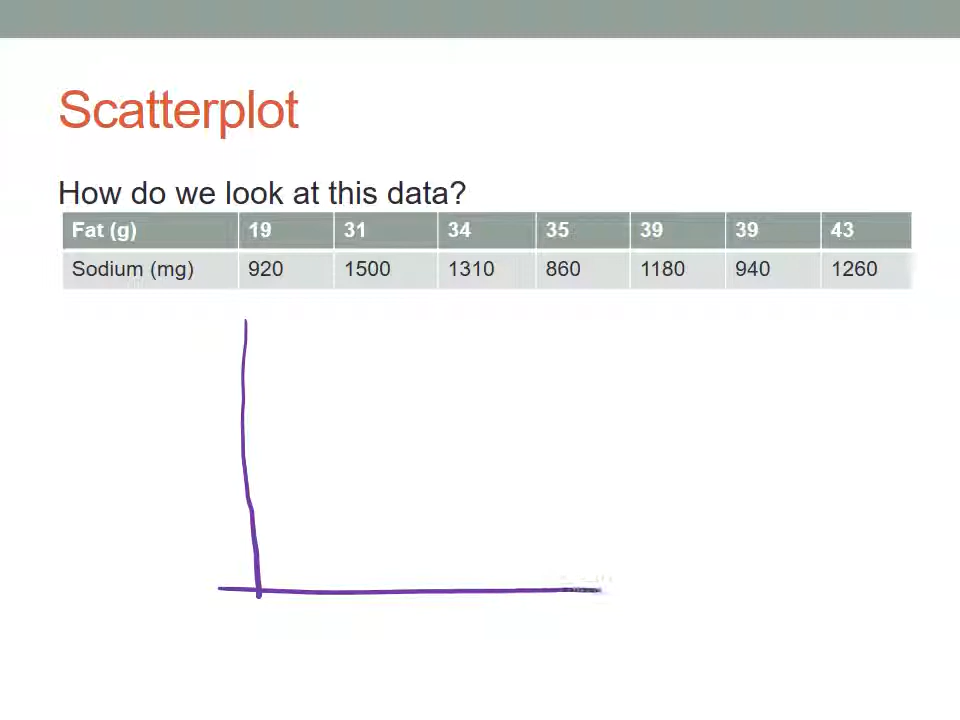 Scatterplot
How do we look at this data?
Fat (g) 19 31 34 35 39 39 43
Sodium (mg) 920 1500 1310 860 1180 940 1260